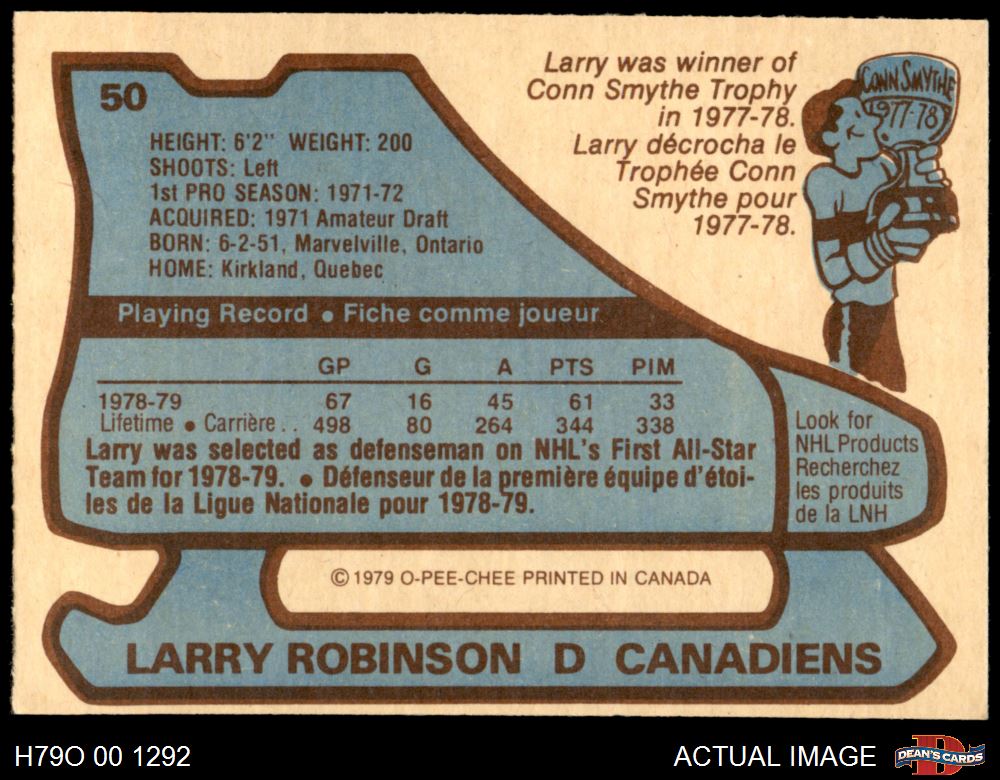 50
Larry was winner of
Conn Smythe Trophy
in 1977-78.
Larry décrocha le
Trophée Conn
Smythe pour
1977-78.
CONN SMYTHE
1977-78
HEIGHT: 6'2" WEIGHT: 200
SHOOTS: Left
1st PRO SEASON: 1971-72
ACQUIRED: 1971 Amateur Draft
BORN: 6-2-51, Marvelville, Ontario
HOME: Kirkland, Quebec
Playing Record • Fiche comme joueur
GP G A PTS PIM
1978-79 67 16 45 61 33
Lifetime • Carrière . . 498 80 264 344 338
Larry was selected as defenseman on NHL's First All-Star
Team for 1978-79. • Défenseur de la première équipe d'étoi-
les de la Ligue Nationale pour 1978-79.
Look for
NHL Products
Recherchez
les produits
de la LNH
© 1979 O-PEE-CHEE PRINTED IN CANADA
LARRY ROBINSON D CANADIENS
H79O 00 1292
ACTUAL IMAGE
DEAN'S CARDS